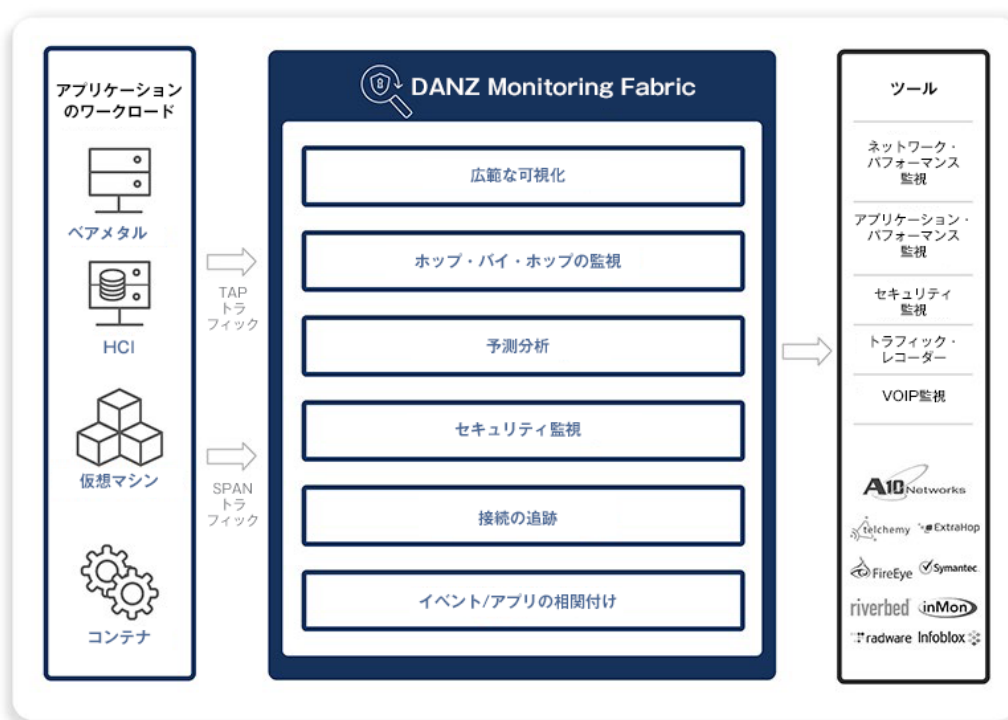 アプリケーション
のワークロード
ベアメタル
HCI
仮想マシン
コンテナ
TAP
トラ
フィック
SPAN
トラ
フィック
DANZ Monitoring Fabric
広範な可視化
ホップ・バイ・ホップの監視
予測分析
セキュリティ監視
接続の追跡
イベント/アプリの相関付け
ツール
ネットワーク・
パフォーマンス
監視
アプリケーション・
パフォーマンス
監視
セキュリティ
監視
トラフィック・
レコーダー
VOIP監視
A10 Networks
telchemy ExtraHop
FireEye Symantec
riverbed inMon
radware Infoblox